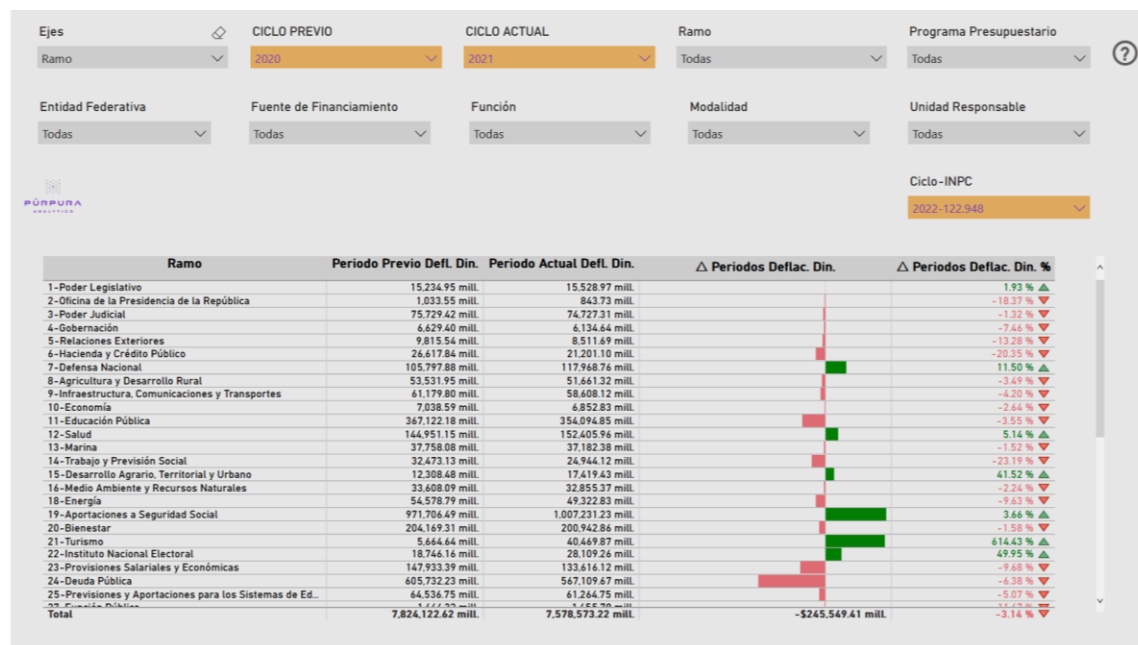 Ejes CICLO PREVIO CICLO ACTUAL Ramo Programa Presupuestario
Ramo 2020 2021 Todas Todas ?
Entidad Federativa Fuente de Financiamiento Función Modalidad Unidad Responsable
Todas Todas Todas Todas Todas
Ciclo-INPC
PÚRPURA
ANALYTICS
2022-122.948
Ramo Periodo Previo Defl. Din. Periodo Actual Defl. Din. △ Periodos Deflac. Din. △ Periodos Deflac. Din. %
1-Poder Legislativo 15,234.95 mill. 15,528.97 mill. 1.93 %
2-Oficina de la Presidencia de la República 1,033.55 mill. 843.73 mill. -18.37 %
3-Poder Judicial 75,729.42 mill. 74,727.31 mill. -1.32 %
4-Gobernación 6,629.40 mill. 6,134.64 mill. -7.46 %
5-Relaciones Exteriores 9,815.54 mill. 8,511.69 mill. -13.28 %
6-Hacienda y Crédito Público 26,617.84 mill. 21,201.10 mill. -20.35 %
7-Defensa Nacional 105,797.88 mill. 117,968.76 mill. 11.50 %
8-Agricultura y Desarrollo Rural 53,531.95 mill. 51,661.32 mill. -3.49 %
9-Infraestructura, Comunicaciones y Transportes 61,179.80 mill. 58,608.12 mill. -4.20 %
10-Economía 7,038.59 mill. 6,852.83 mill. -2.64 %
11-Educación Pública 367,122.18 mill. 354,094.85 mill. -3.55 %
12-Salud 144,951.15 mill. 152,405.96 mill. 5.14 %
13-Marina 37,758.08 mill. 37,182.38 mill. -1.52 %
14-Trabajo y Previsión Social 32,473.13 mill. 24,944.12 mill. -23.19 %
15-Desarrollo Agrario, Territorial y Urbano 12,308.48 mill. 17,419.43 mill. 41.52 %
16-Medio Ambiente y Recursos Naturales 33,608.09 mill. 32,855.37 mill. -2.24 %
18-Energía 54,578.79 mill. 49,322.83 mill. -9.63 %
19-Aportaciones a Seguridad Social 971,706.49 mill. 1,007,231.23 mill. 3.66 %
20-Bienestar 204,169.31 mill. 200,942.86 mill. -1.58 %
21-Turismo 5,664.64 mill. 40,469.87 mill. 614.43 %
22-Instituto Nacional Electoral 18,746.16 mill. 28,109.26 mill. 49.95 %
23-Provisiones Salariales y Económicas 147,933.39 mill. 133,616.12 mill. -9.68 %
24-Deuda Pública 605,732.23 mill. 567,109.67 mill. -6.38 %
25-Previsiones y Aportaciones para los Sistemas de Ed... 64,536.75 mill. 61,264.75 mill. -5.07 %
Total 7,824,122.62 mill. 7,578,573.22 mill. -$245,549.41 mill. -3.14 %